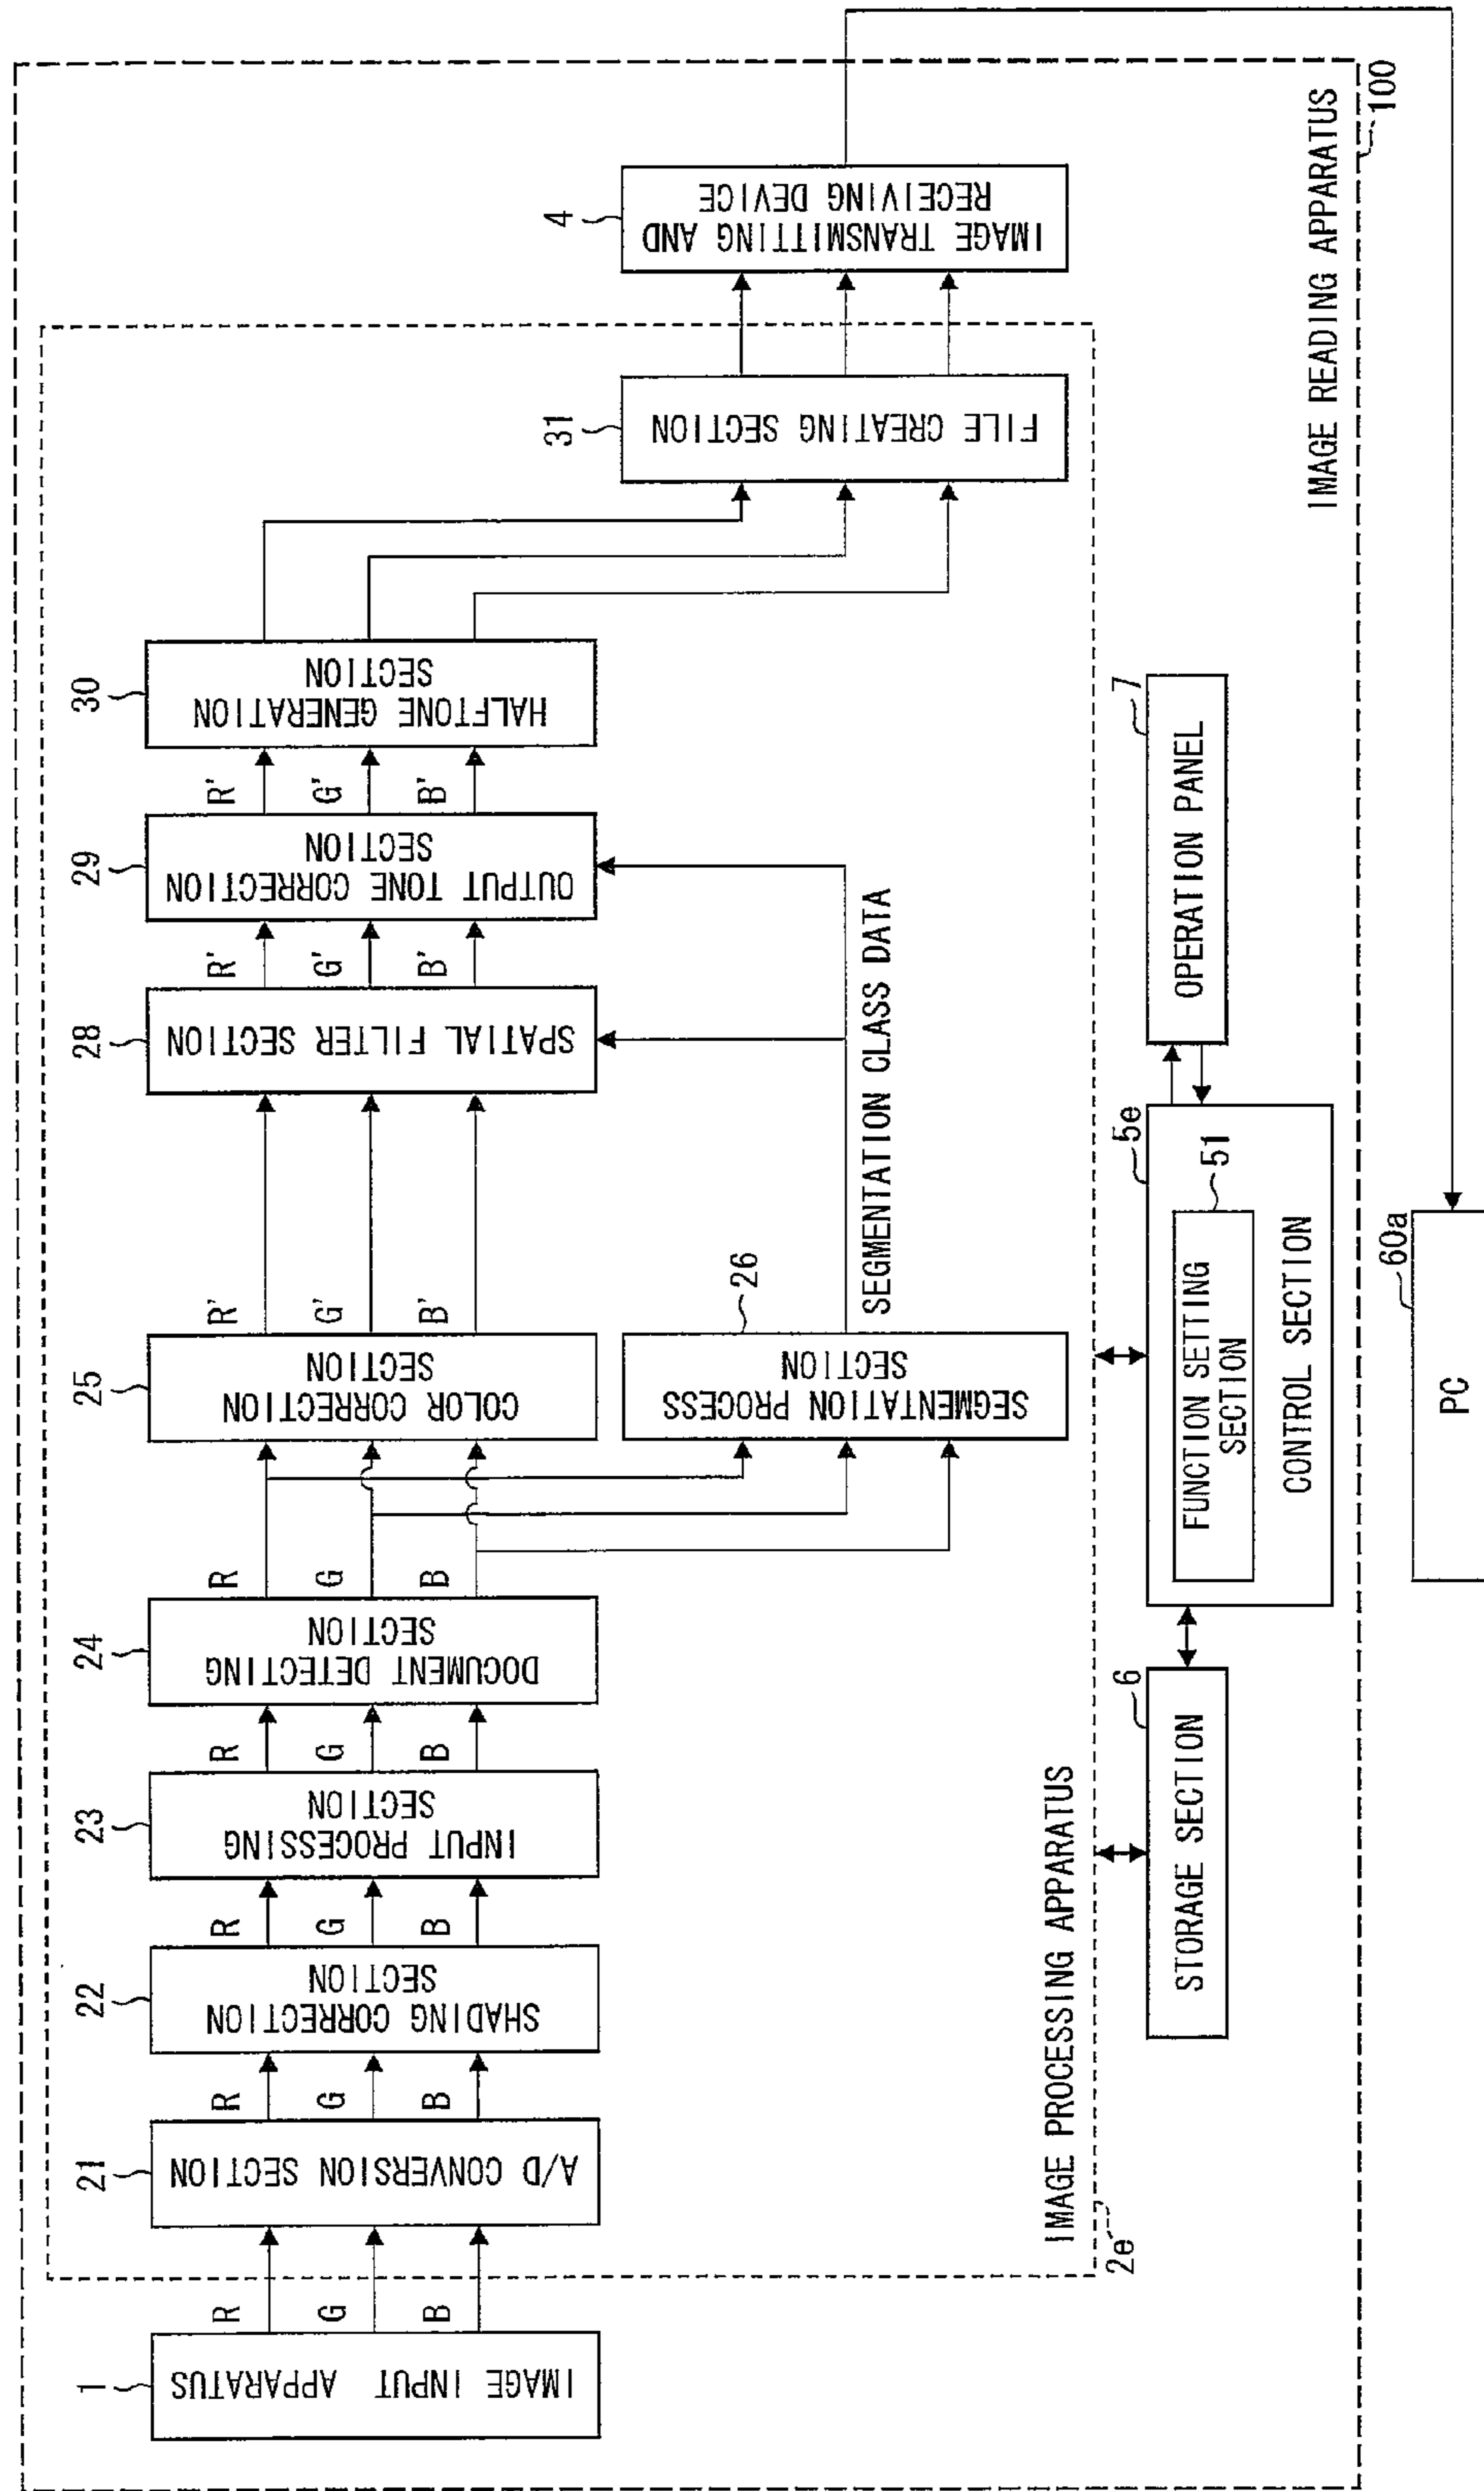 1
IMAGE INPUT APPARATUS
R
G
B
21
A/D CONVERSION SECTION
R
G
B
22
SHADING CORRECTION
SECTION
R
G
B
23
INPUT PROCESSING
SECTION
R
G
B
24
DOCUMENT DETECTING
SECTION
R
G
B
25
COLOR CORRECTION
SECTION
R'
G'
B'
28
SPATIAL FILTER SECTION
R'
G'
B'
29
OUTPUT TONE CORRECTION
SECTION
R'
G'
B'
30
HALFTONE GENERATION
SECTION
26
SEGMENTATION PROCESS
SECTION
SEGMENTATION CLASS DATA
31
FILE CREATING SECTION
4
IMAGE TRANSMITTING AND
RECEIVING DEVICE
2e
IMAGE PROCESSING APPARATUS
6
STORAGE SECTION
5e
51
FUNCTION SETTING
SECTION
CONTROL SECTION
7
OPERATION PANEL
IMAGE READING APPARATUS
100
60a
PC